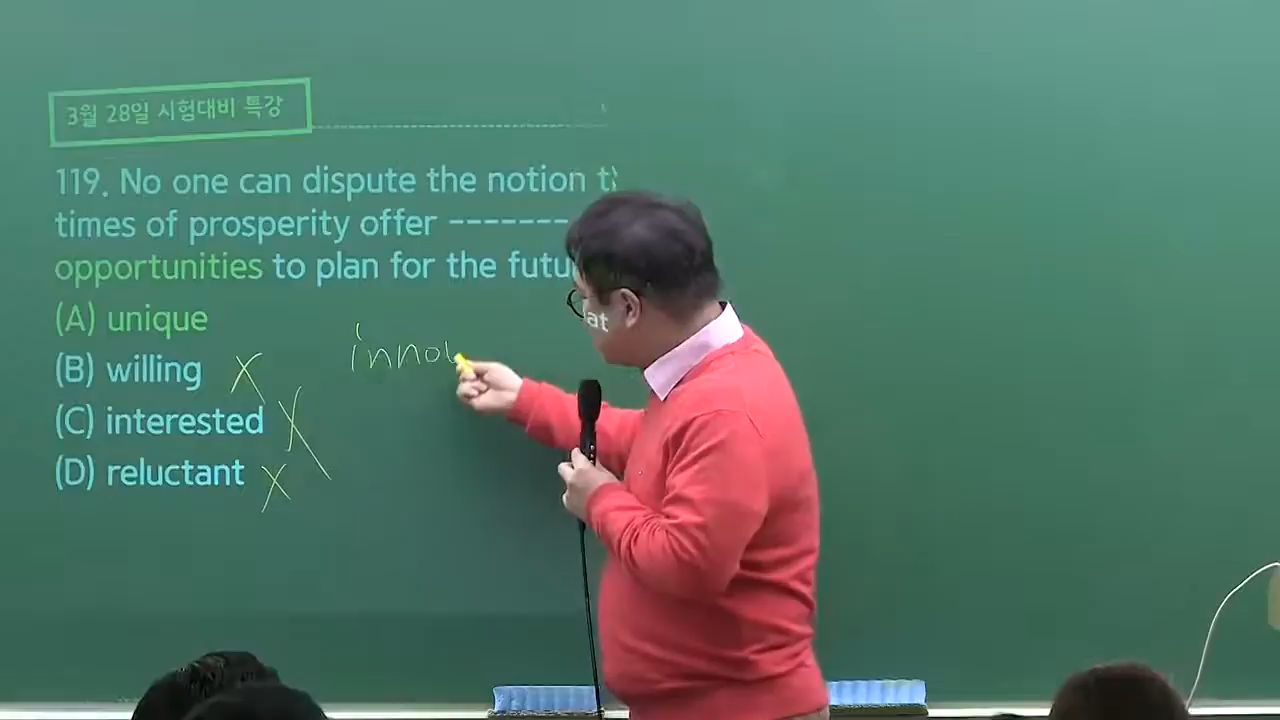 3월 28일 시험대비 특강
119. No one can dispute the notion
times of prosperity offer -------
opportunities to plan for the
(A) unique
(B) willing X
innov
(C) interested X
(D) reluctant X
at